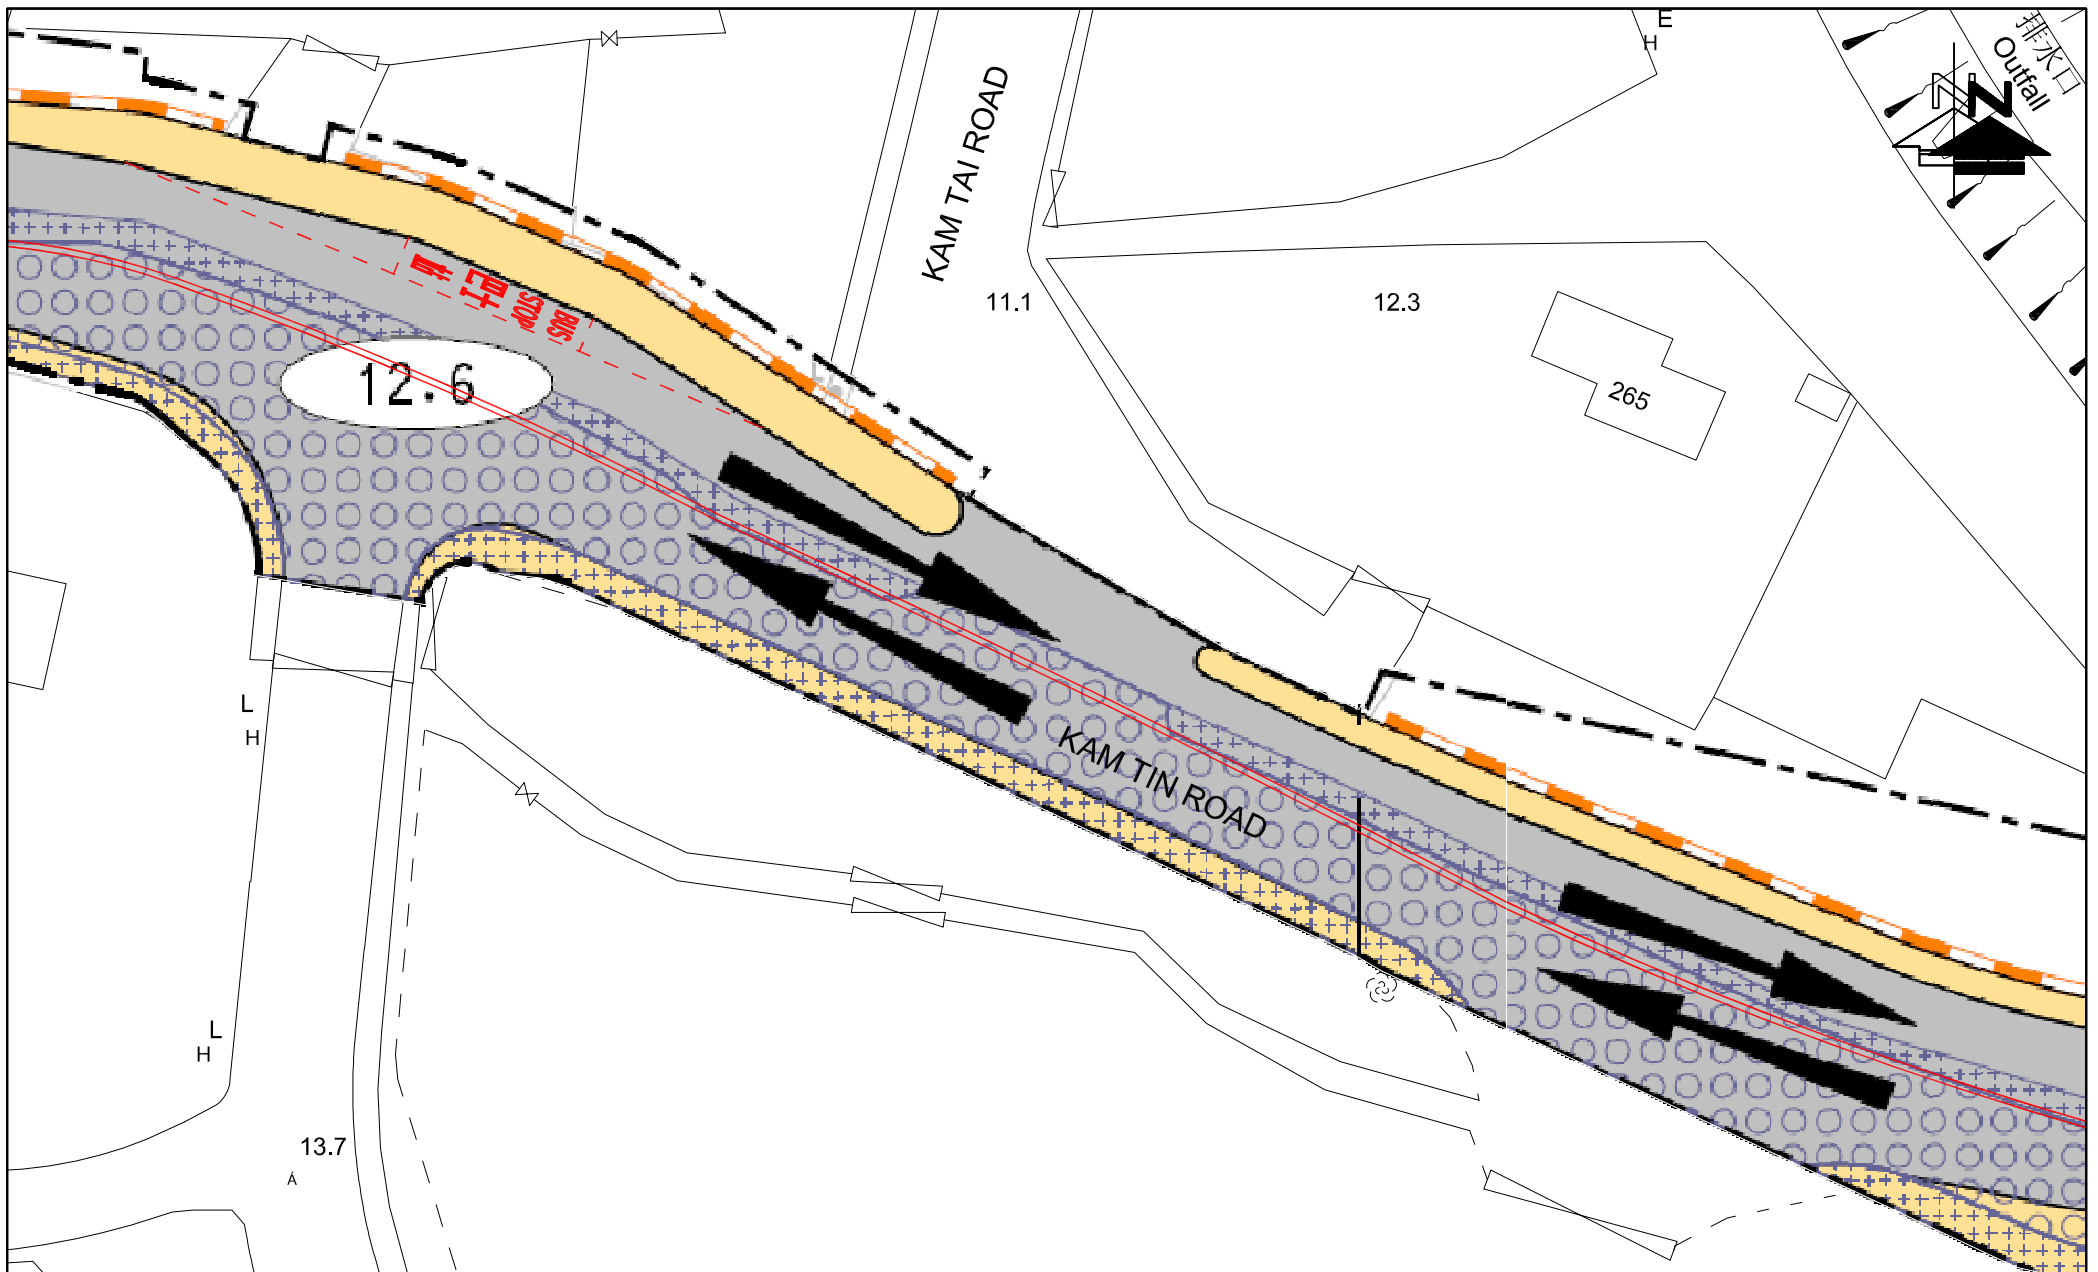 E
H
排水口
Outfall
N
KAM TAI ROAD
11.1
12.3
BUS
STOP
巴士
12.6
265
KAM TIN ROAD
L
H
L
H
13.7
Á